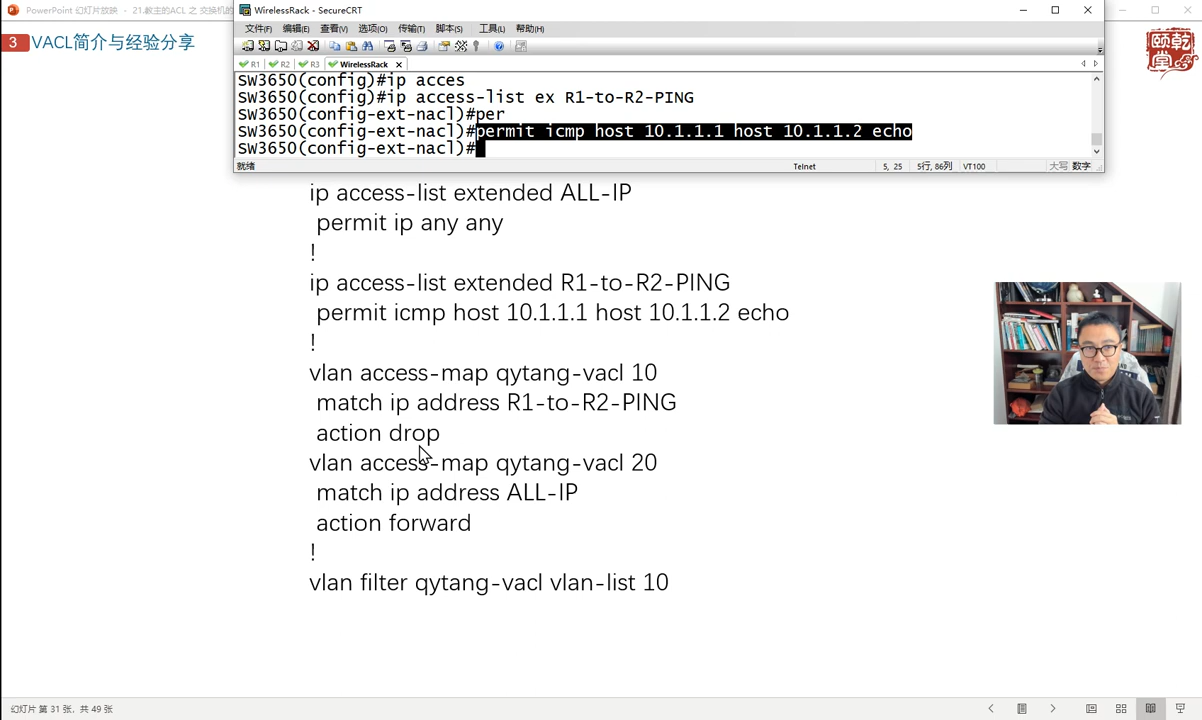 PowerPoint 幻灯片放映 - 21.教主的ACL 之 交换机的
WirelessRack - SecureCRT
3 VACL简介与经验分享
文件(F) 编辑(E) 查看(V) 选项(O) 传输(T) 脚本(S) 工具(L) 帮助(H)
R1 R2 R3 WirelessRack
SW3650(config)#ip acces
SW3650(config)#ip access-list ex R1-to-R2-PING
SW3650(config-ext-nacl)#per
SW3650(config-ext-nacl)#permit icmp host 10.1.1.1 host 10.1.1.2 echo
SW3650(config-ext-nacl)#
就绪 Telnet 5, 25 5行, 86列 VT100 大写 数字
颐乾堂
ip access-list extended ALL-IP
permit ip any any
!
ip access-list extended R1-to-R2-PING
permit icmp host 10.1.1.1 host 10.1.1.2 echo
!
vlan access-map qytang-vacl 10
match ip address R1-to-R2-PING
action drop
vlan access-map qytang-vacl 20
match ip address ALL-IP
action forward
!
vlan filter qytang-vacl vlan-list 10
幻灯片 第 31 张，共 49 张